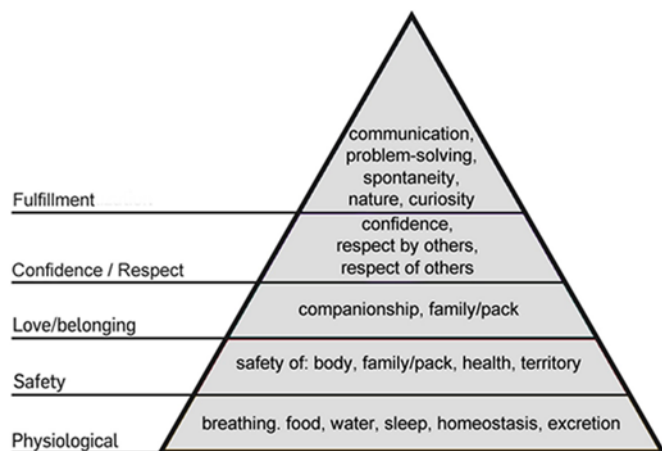 communication,
problem-solving,
spontaneity,
nature, curiosity
Fulfillment
confidence,
respect by others,
respect of others
Confidence / Respect
companionship, family/pack
Love/belonging
safety of: body, family/pack, health, territory
Safety
breathing. food, water, sleep, homeostasis, excretion
Physiological